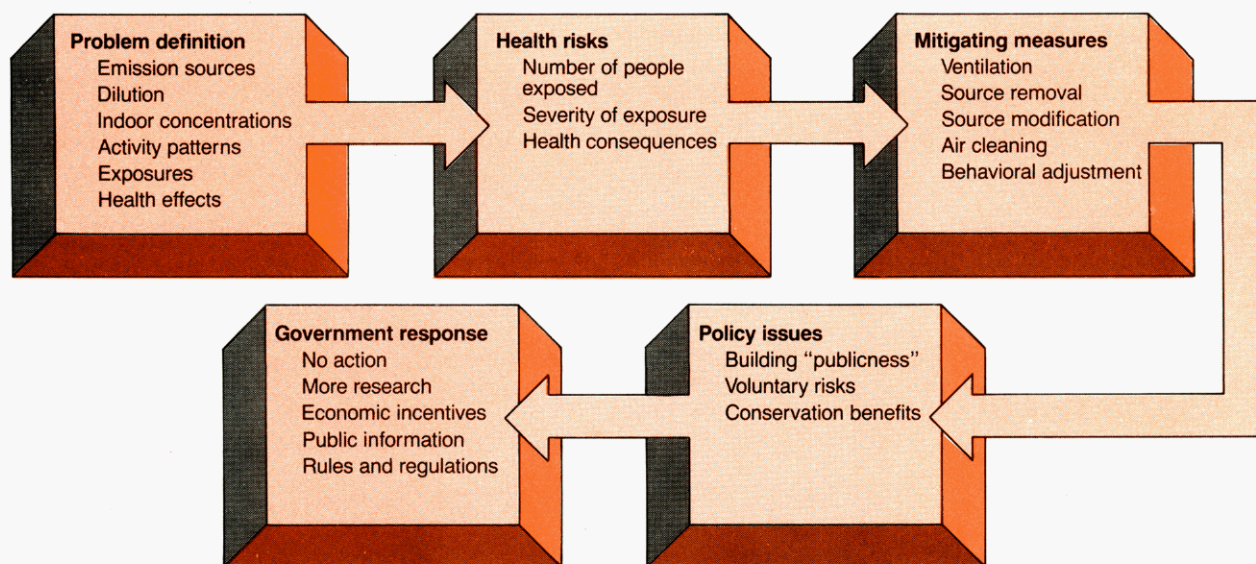 Problem definition
Emission sources
Dilution
Indoor concentrations
Activity patterns
Exposures
Health effects
Health risks
Number of people
exposed
Severity of exposure
Health consequences
Mitigating measures
Ventilation
Source removal
Source modification
Air cleaning
Behavioral adjustment
Policy issues
Building “publicness”
Voluntary risks
Conservation benefits
Government response
No action
More research
Economic incentives
Public information
Rules and regulations